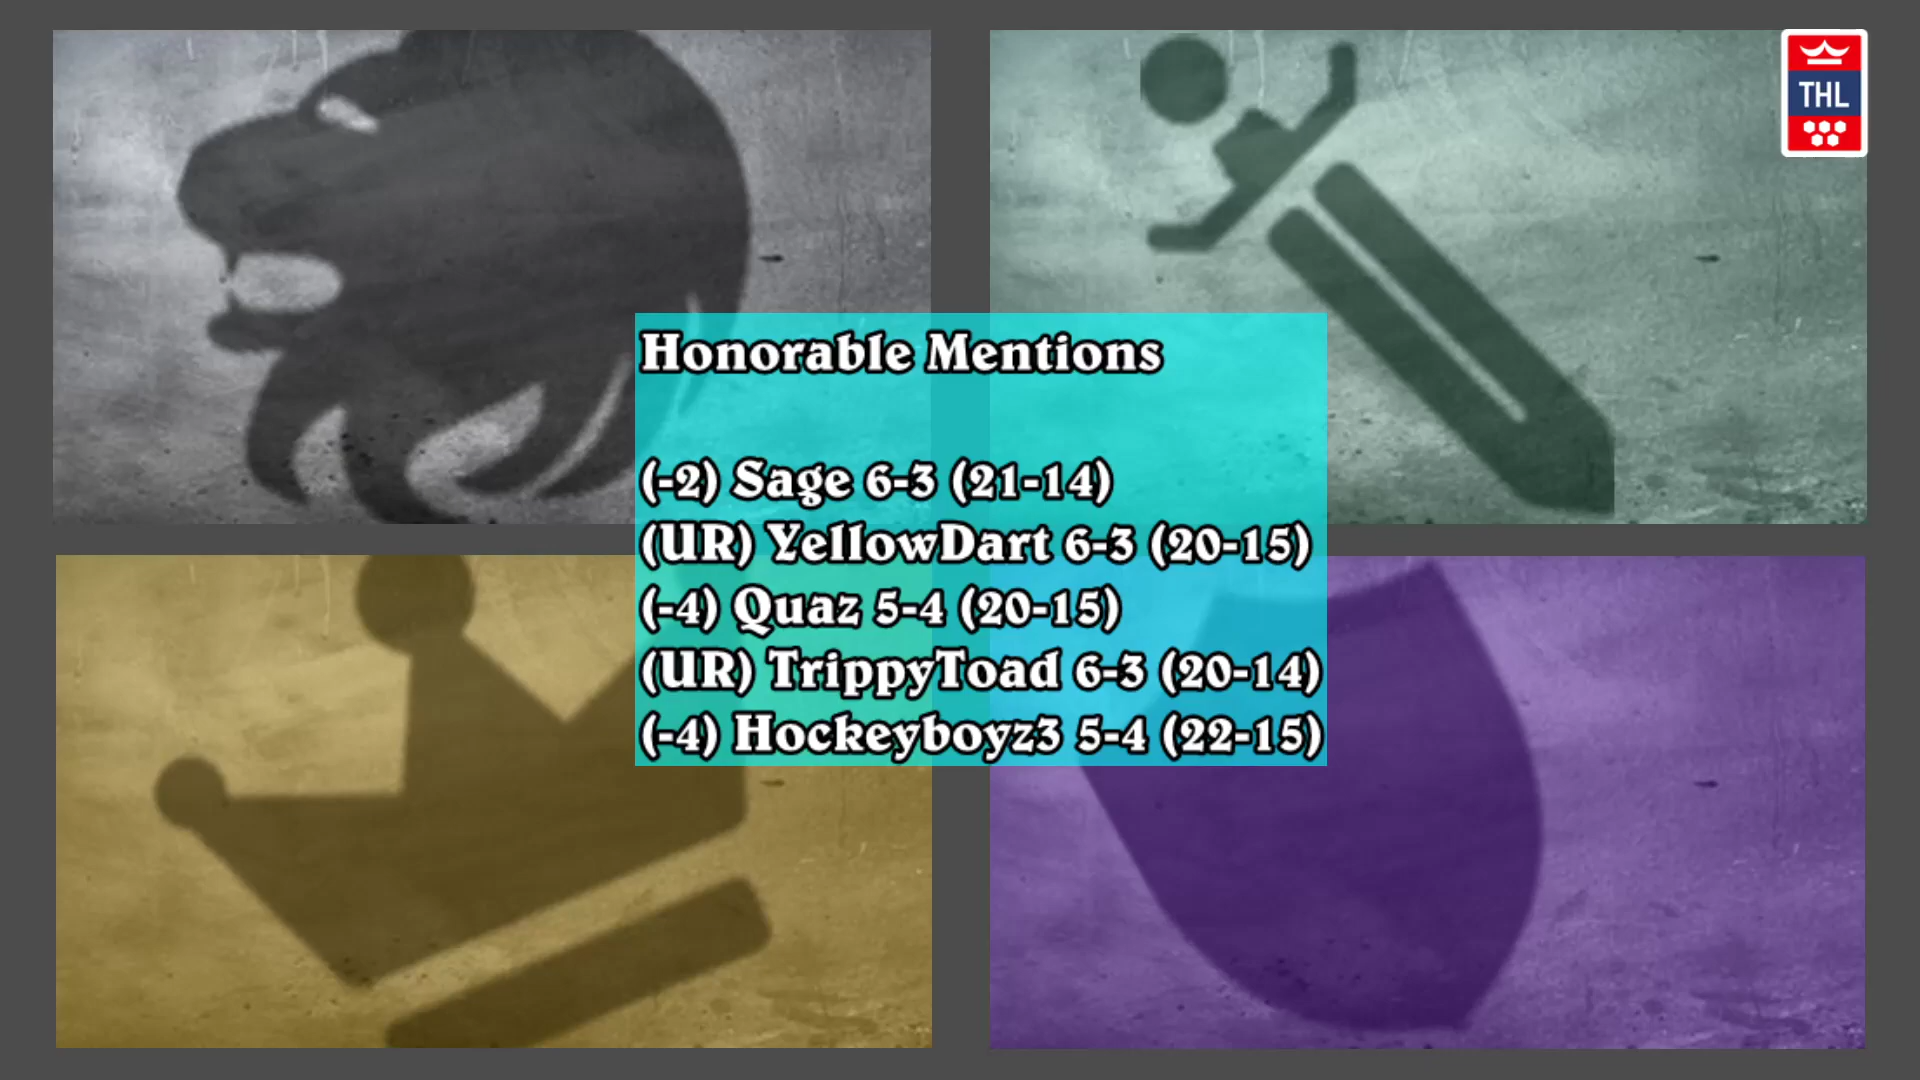 THL
Honorable Mentions
(-2) Sage 6-3 (21-14)
(UR) YellowDart 6-3 (20-15)
(-4) Quaz 5-4 (20-15)
(UR) TrippyToad 6-3 (20-14)
(-4) Hockeyboyz3 5-4 (22-15)